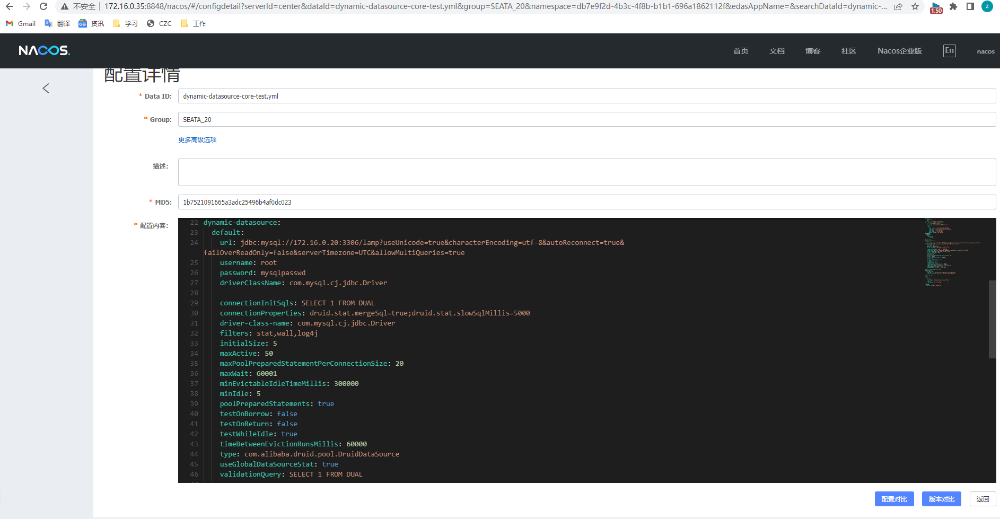 不安全
172.16.0.35:8848/nacos/#/configdetail?serverId=center&dataId=dynamic-datasource-core-test.yml&group=SEATA_20&namespace=db7e9f2d-4b3c-4f8b-b1b1-696a1862112f&edasAppName=&searchDataId=dynamic-...
1.50
z
Gmail
翻译
资讯
学习
CZC
工作
NACOS.
首页
文档
博客
社区
Nacos企业版
En
nacos
配置详情
* Data ID: dynamic-datasource-core-test.yml
* Group: SEATA_20
更多高级选项
描述:
* MD5: 1b7521091665a3adc25496b4af0dc023
* 配置内容:
22 dynamic-datasource:
23 default:
24 url: jdbc:mysql://172.16.0.20:3306/lamp?useUnicode=true&characterEncoding=utf-8&autoReconnect=true&
failOverReadOnly=false&serverTimezone=UTC&allowMultiQueries=true
25 username: root
26 password: mysqlpasswd
27 driverClassName: com.mysql.cj.jdbc.Driver
28
29 connectionInitSqls: SELECT 1 FROM DUAL
30 connectionProperties: druid.stat.mergeSql=true;druid.stat.slowSqlMillis=5000
31 driver-class-name: com.mysql.cj.jdbc.Driver
32 filters: stat,wall,log4j
33 initialSize: 5
34 maxActive: 50
35 maxPoolPreparedStatementPerConnectionSize: 20
36 maxWait: 60001
37 minEvictableIdleTimeMillis: 300000
38 minIdle: 5
39 poolPreparedStatements: true
40 testOnBorrow: false
41 testOnReturn: false
42 testWhileIdle: true
43 timeBetweenEvictionRunsMillis: 60000
44 type: com.alibaba.druid.pool.DruidDataSource
45 useGlobalDataSourceStat: true
46 validationQuery: SELECT 1 FROM DUAL
配置对比
版本对比
返回